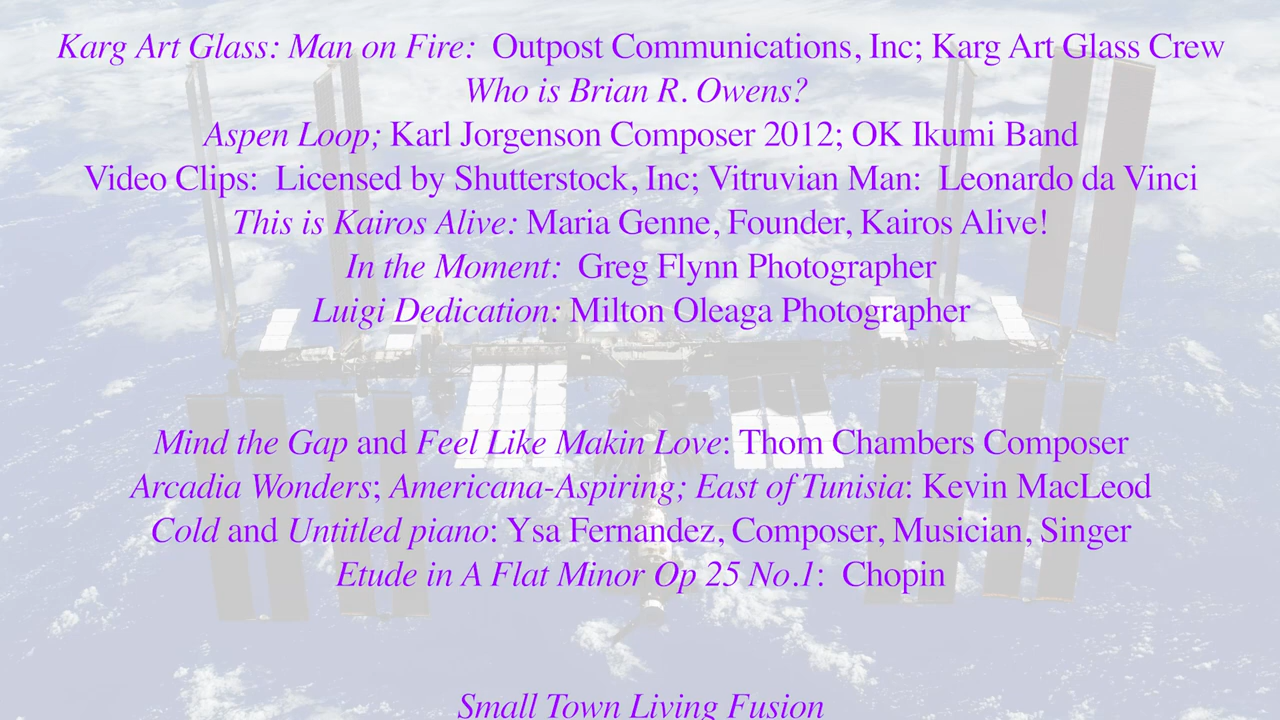 Karg Art Glass: Man on Fire:  Outpost Communications, Inc; Karg Art Glass Crew
Who is Brian R. Owens?
Aspen Loop; Karl Jorgenson Composer 2012; OK Ikumi Band
Video Clips:  Licensed by Shutterstock, Inc; Vitruvian Man:  Leonardo da Vinci
This is Kairos Alive: Maria Genne, Founder, Kairos Alive!
In the Moment:  Greg Flynn Photographer
Luigi Dedication: Milton Oleaga Photographer
Mind the Gap and Feel Like Makin Love: Thom Chambers Composer
Arcadia Wonders; Americana-Aspiring; East of Tunisia: Kevin MacLeod
Cold and Untitled piano: Ysa Fernandez, Composer, Musician, Singer
Etude in A Flat Minor Op 25 No.1:  Chopin
Small Town Living Fusion